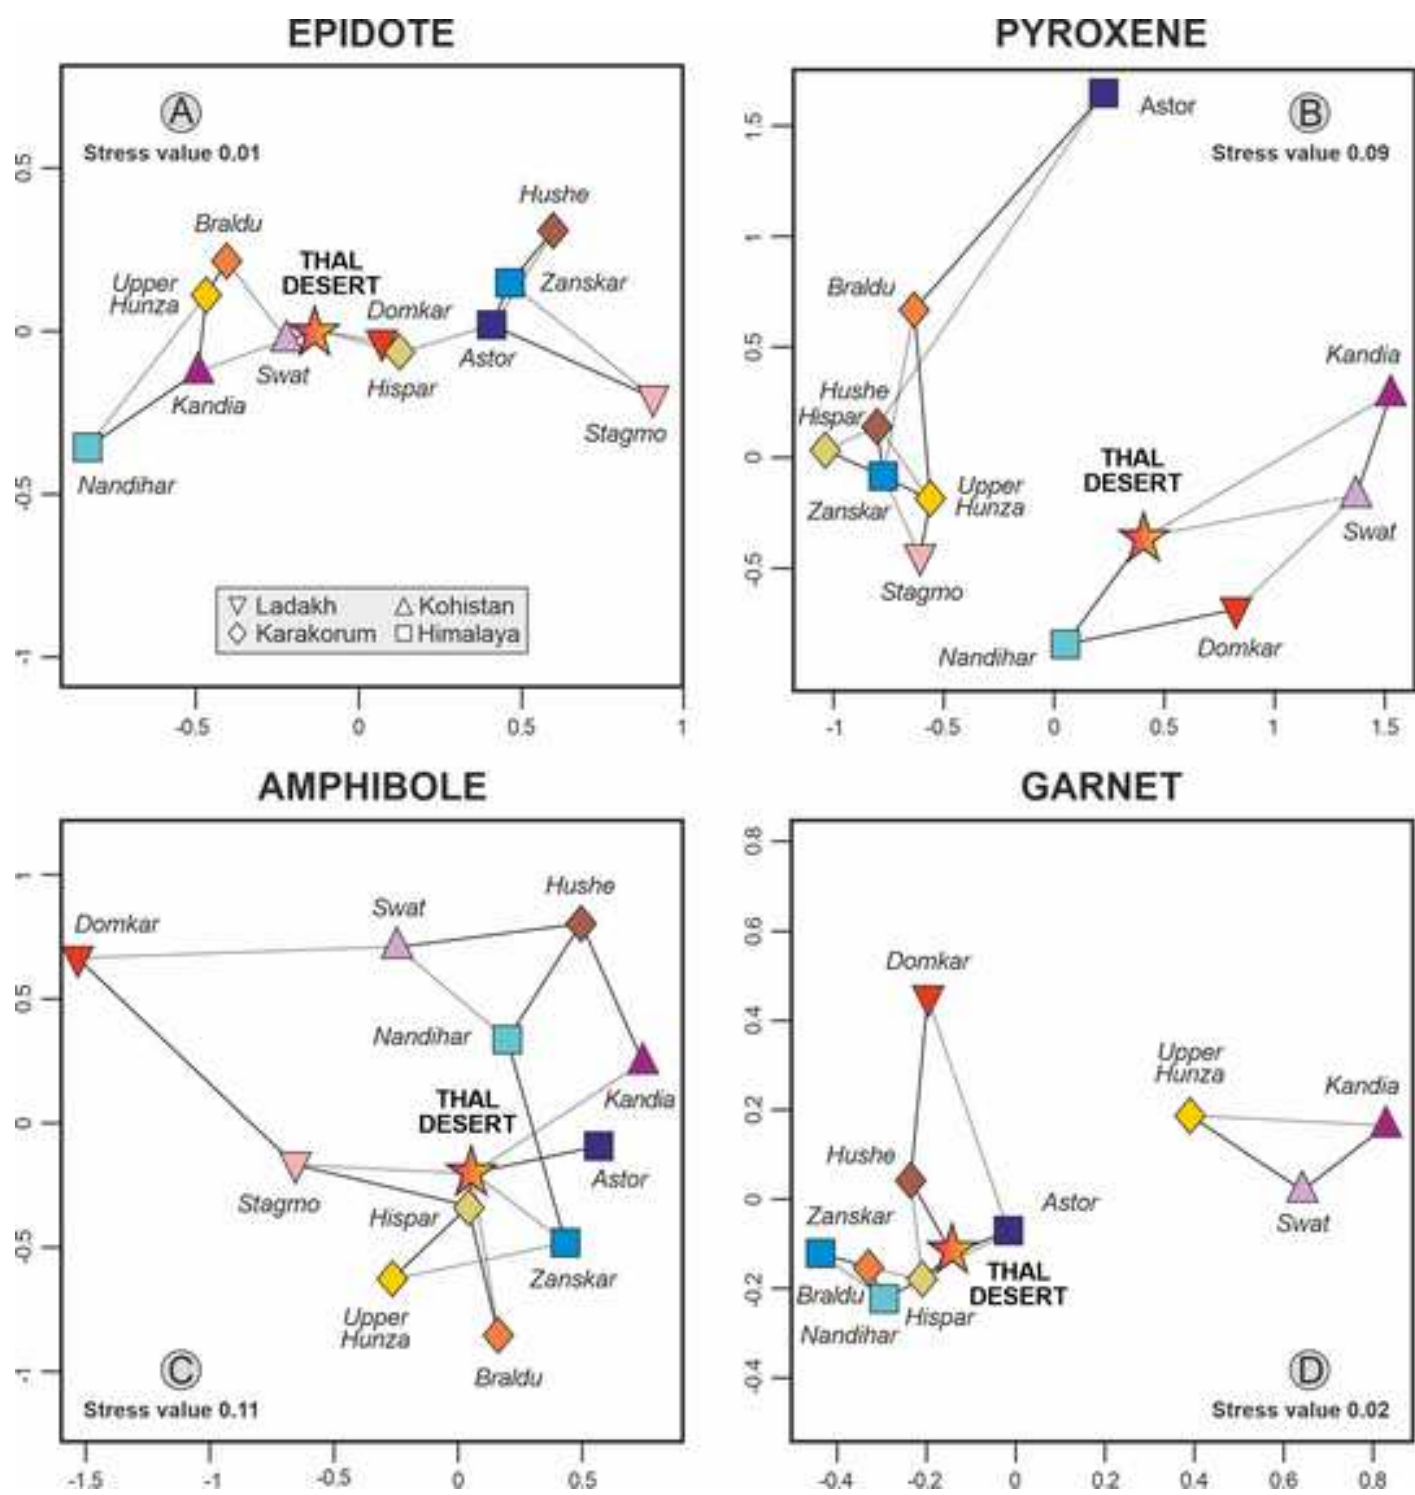 EPIDOTE
A
Stress value 0.01
0.5
0
-0.5
-1
Hushe
Braldu
THAL
DESERT
Upper
Hunza
Zanskar
Domkar
Swat
Astor
Kandia
Hispar
Stagmo
Nandihar
Ladakh
Kohistan
Karakorum
Himalaya
-0.5
0
0.5
1
PYROXENE
B
Stress value 0.09
1.5
1
0.5
0
-0.5
Astor
Braldu
Kandia
Hushe
Hispar
THAL
DESERT
Zanskar
Upper
Hunza
Swat
Stagmo
Nandihar
Domkar
-1
-0.5
0
0.5
1
1.5
AMPHIBOLE
1
0.5
0
-0.5
-1
Domkar
Swat
Hushe
Nandihar
THAL
DESERT
Kandia
Stagmo
Astor
Hispar
Zanskar
Upper
Hunza
Braldu
C
Stress value 0.11
-1.5
-1
-0.5
0
0.5
GARNET
0.8
0.6
0.4
0.2
0
-0.2
-0.4
Domkar
Upper
Hunza
Kandia
Hushe
Zanskar
Astor
Swat
THAL
DESERT
Braldu
Hispar
Nandihar
D
Stress value 0.02
-0.4
-0.2
0
0.2
0.4
0.6
0.8